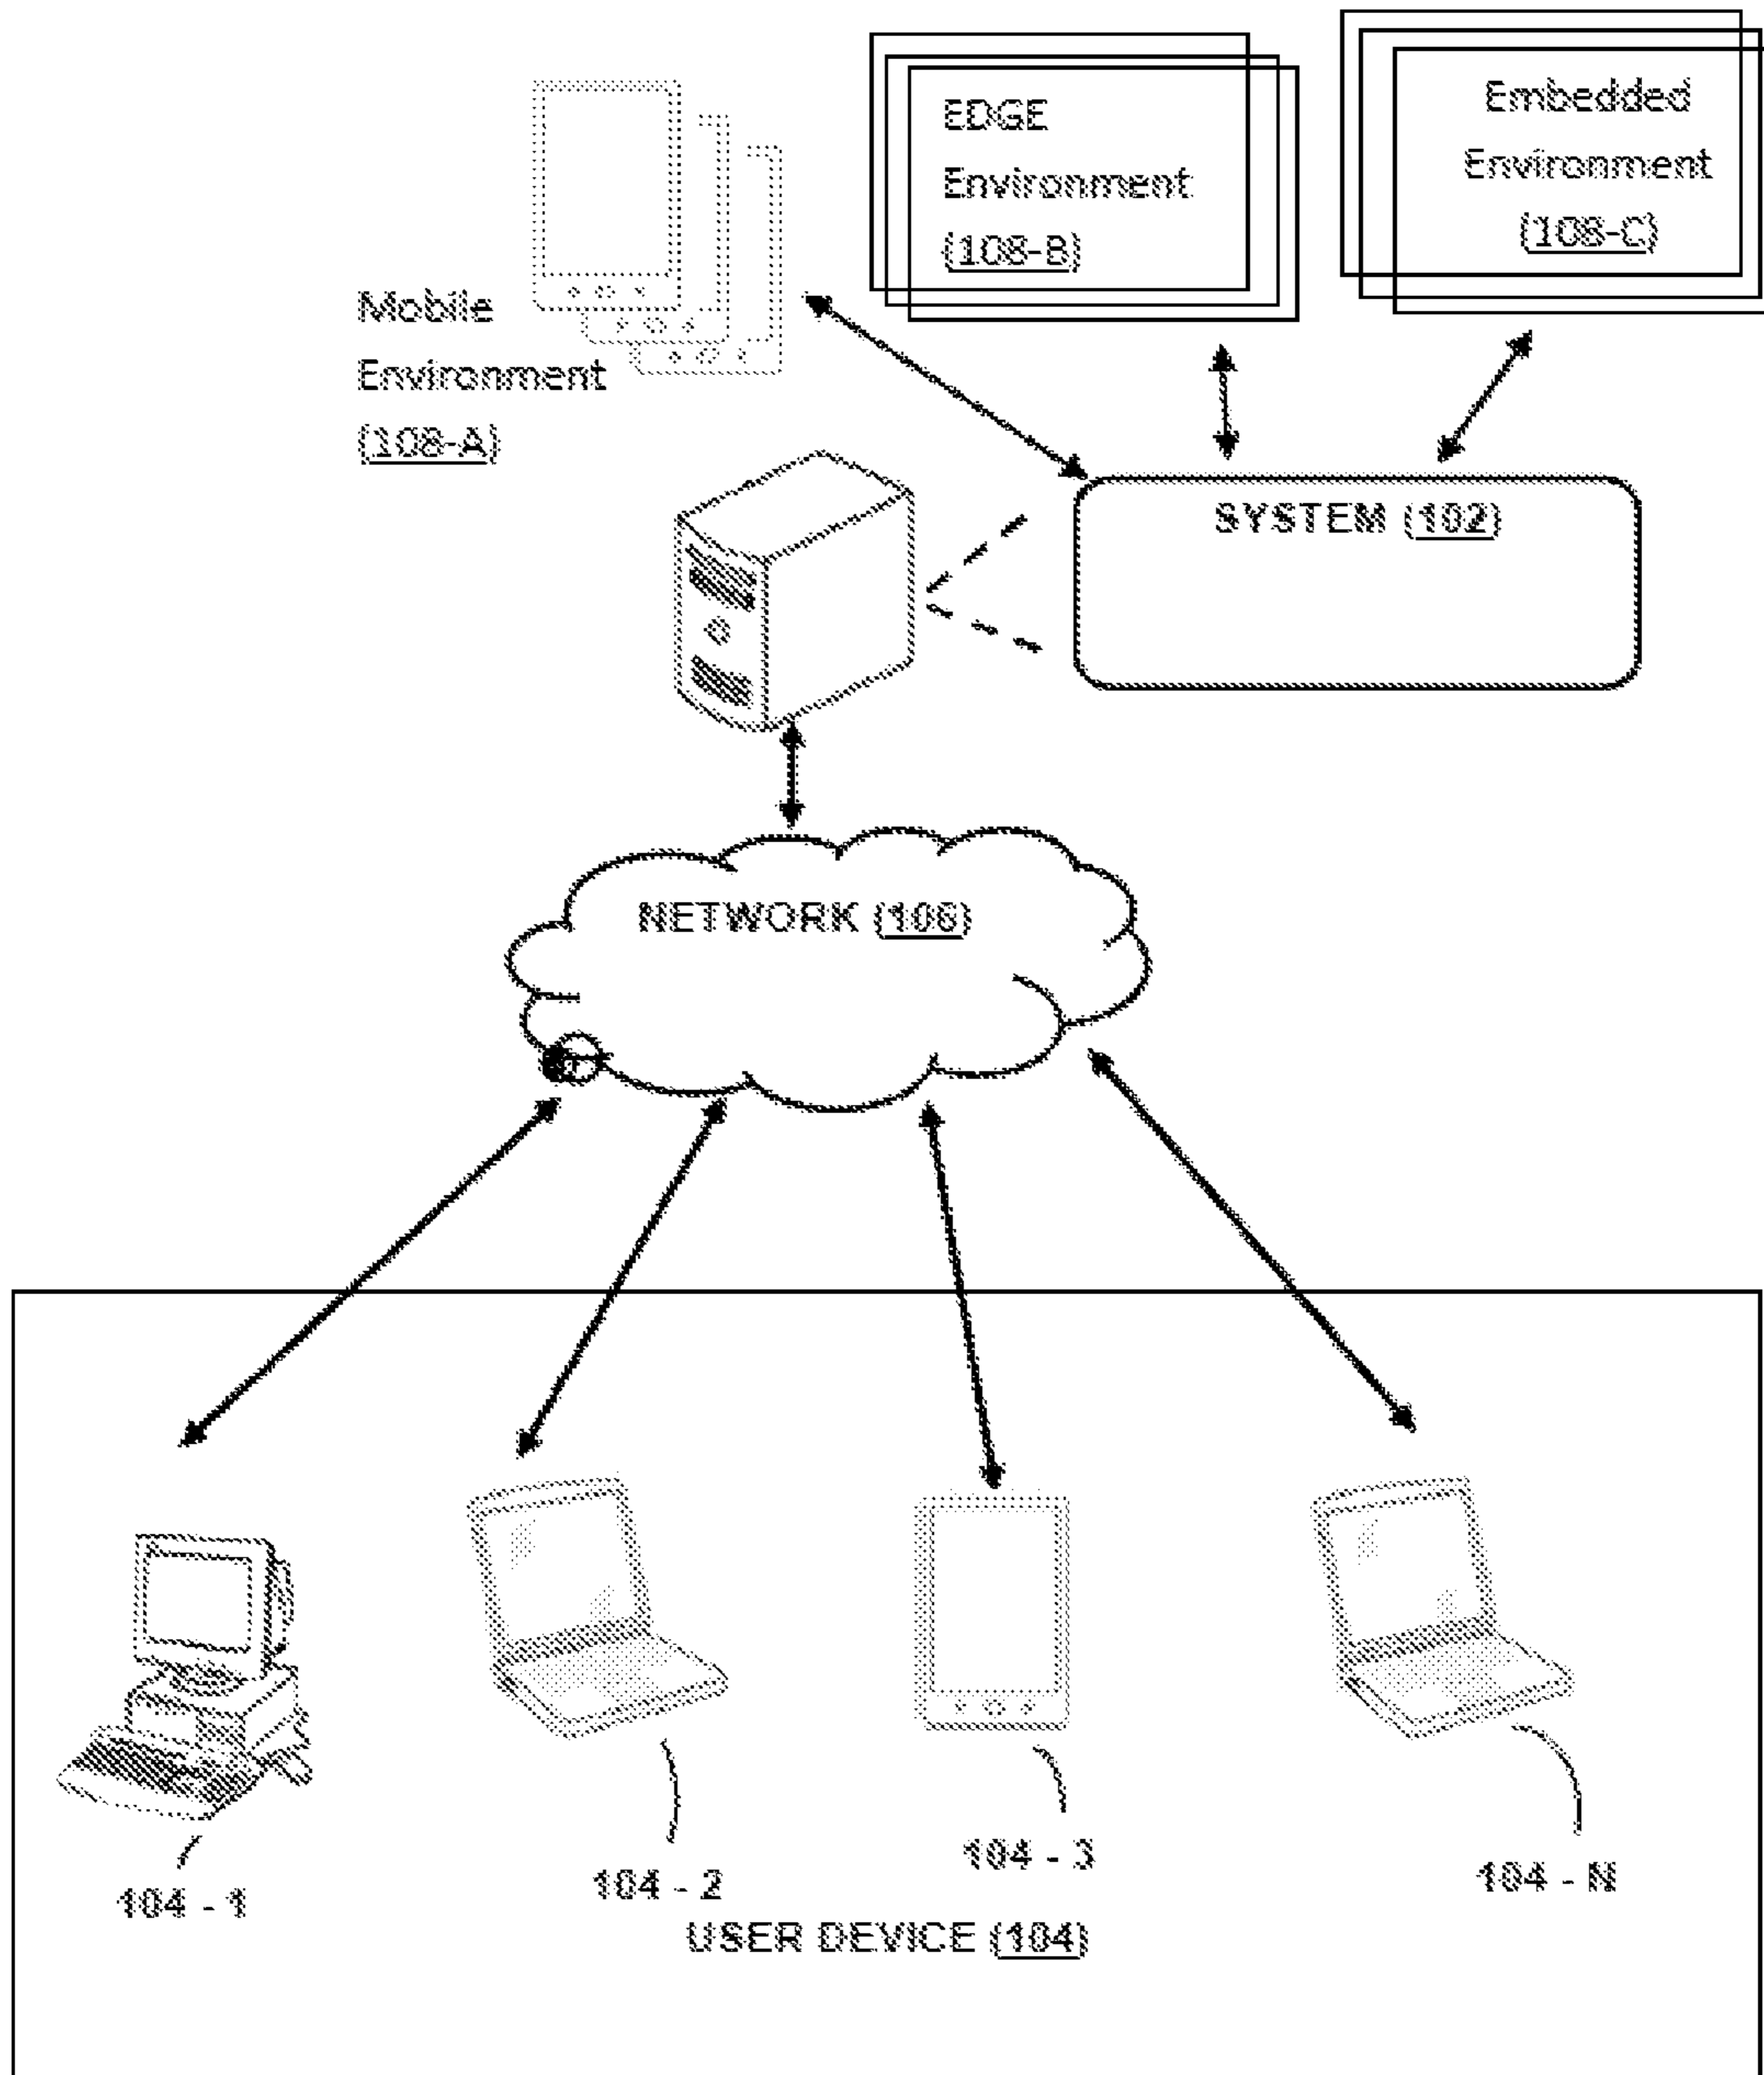 EDGE
Environment
(108-B)
Embedded
Environment
(108-C)
Mobile
Environment
(108-A)
SYSTEM (102)
NETWORK (106)
104 - 1
104 - 2
104 - 3
104 - N
USER DEVICE (104)